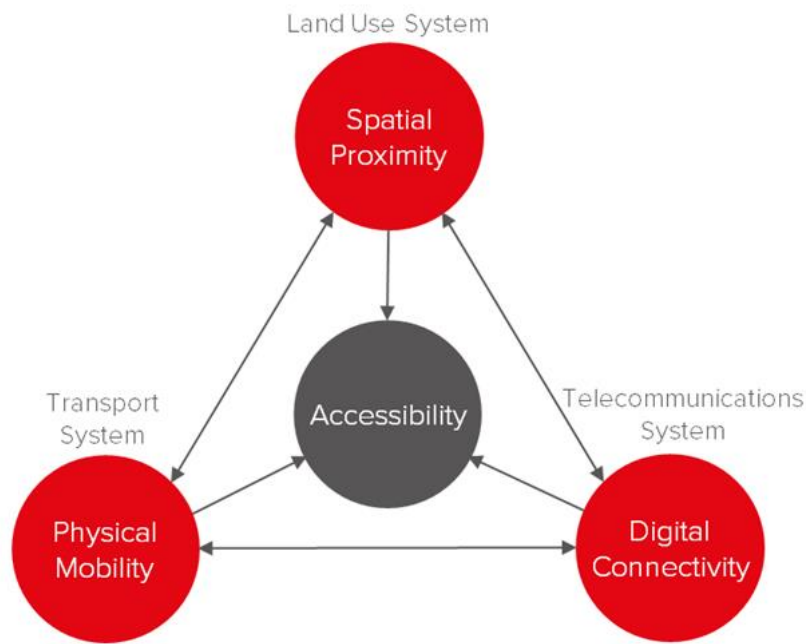 Land Use System
Spatial
Proximity
Accessibility
Transport
System
Telecommunications
System
Physical
Mobility
Digital
Connectivity